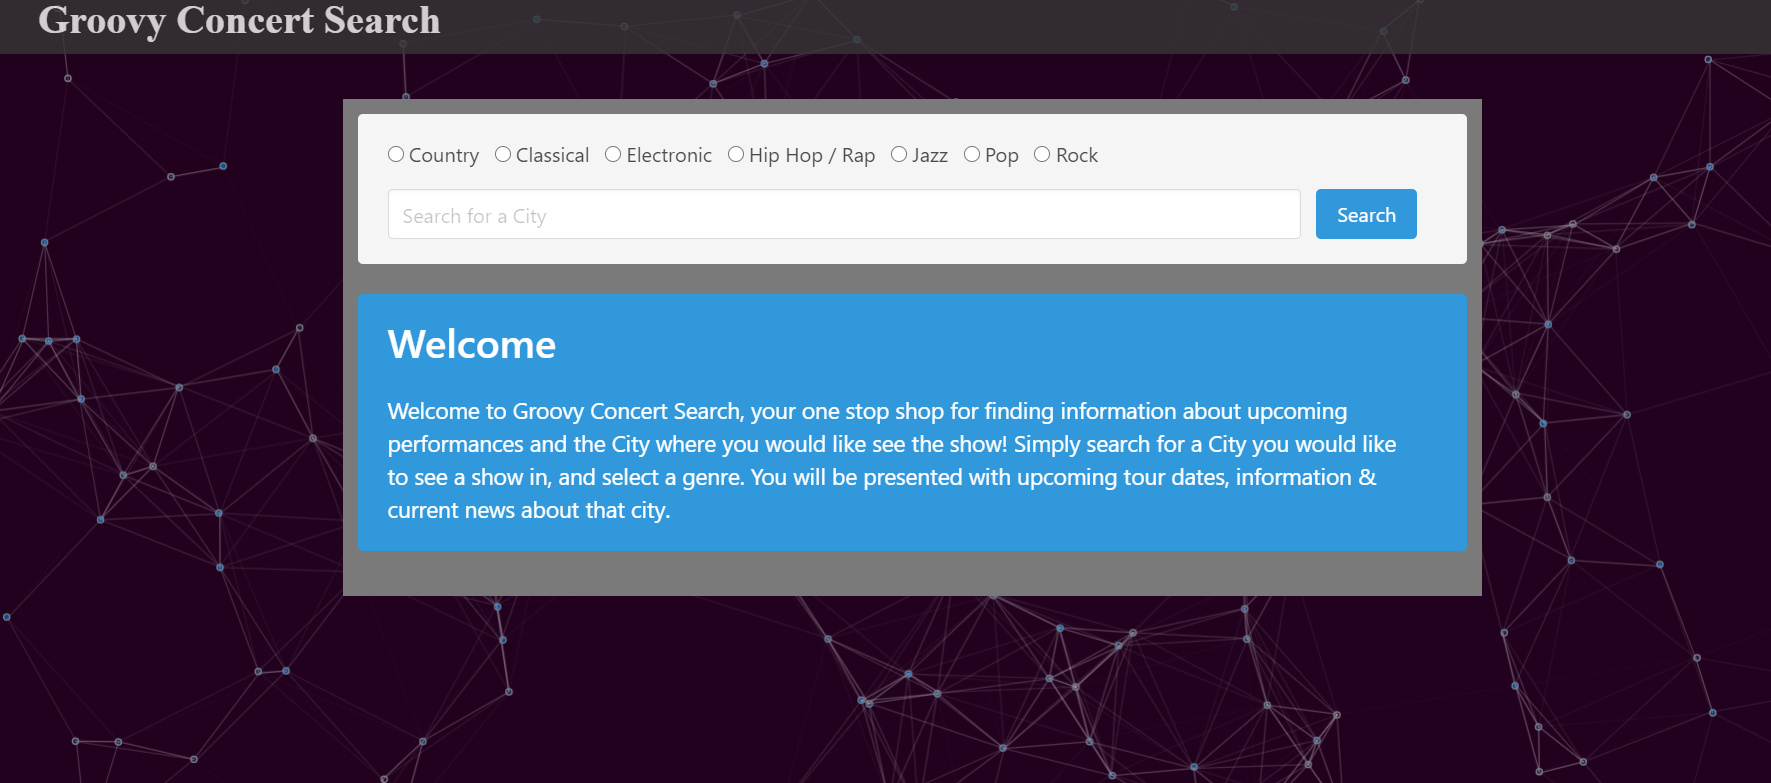 Groovy Concert Search
Country Classical Electronic Hip Hop / Rap Jazz Pop Rock
Search for a City Search
Welcome
Welcome to Groovy Concert Search, your one stop shop for finding information about upcoming
performances and the City where you would like see the show! Simply search for a City you would like
to see a show in, and select a genre. You will be presented with upcoming tour dates, information &
current news about that city.